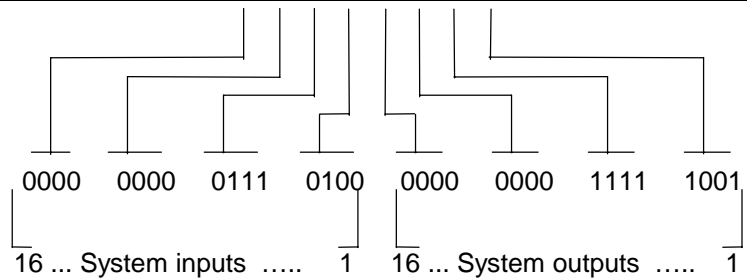 0000 0000 0111 0100 0000 0000 1111 1001
16 ... System inputs ….. 1 16 ... System outputs ….. 1